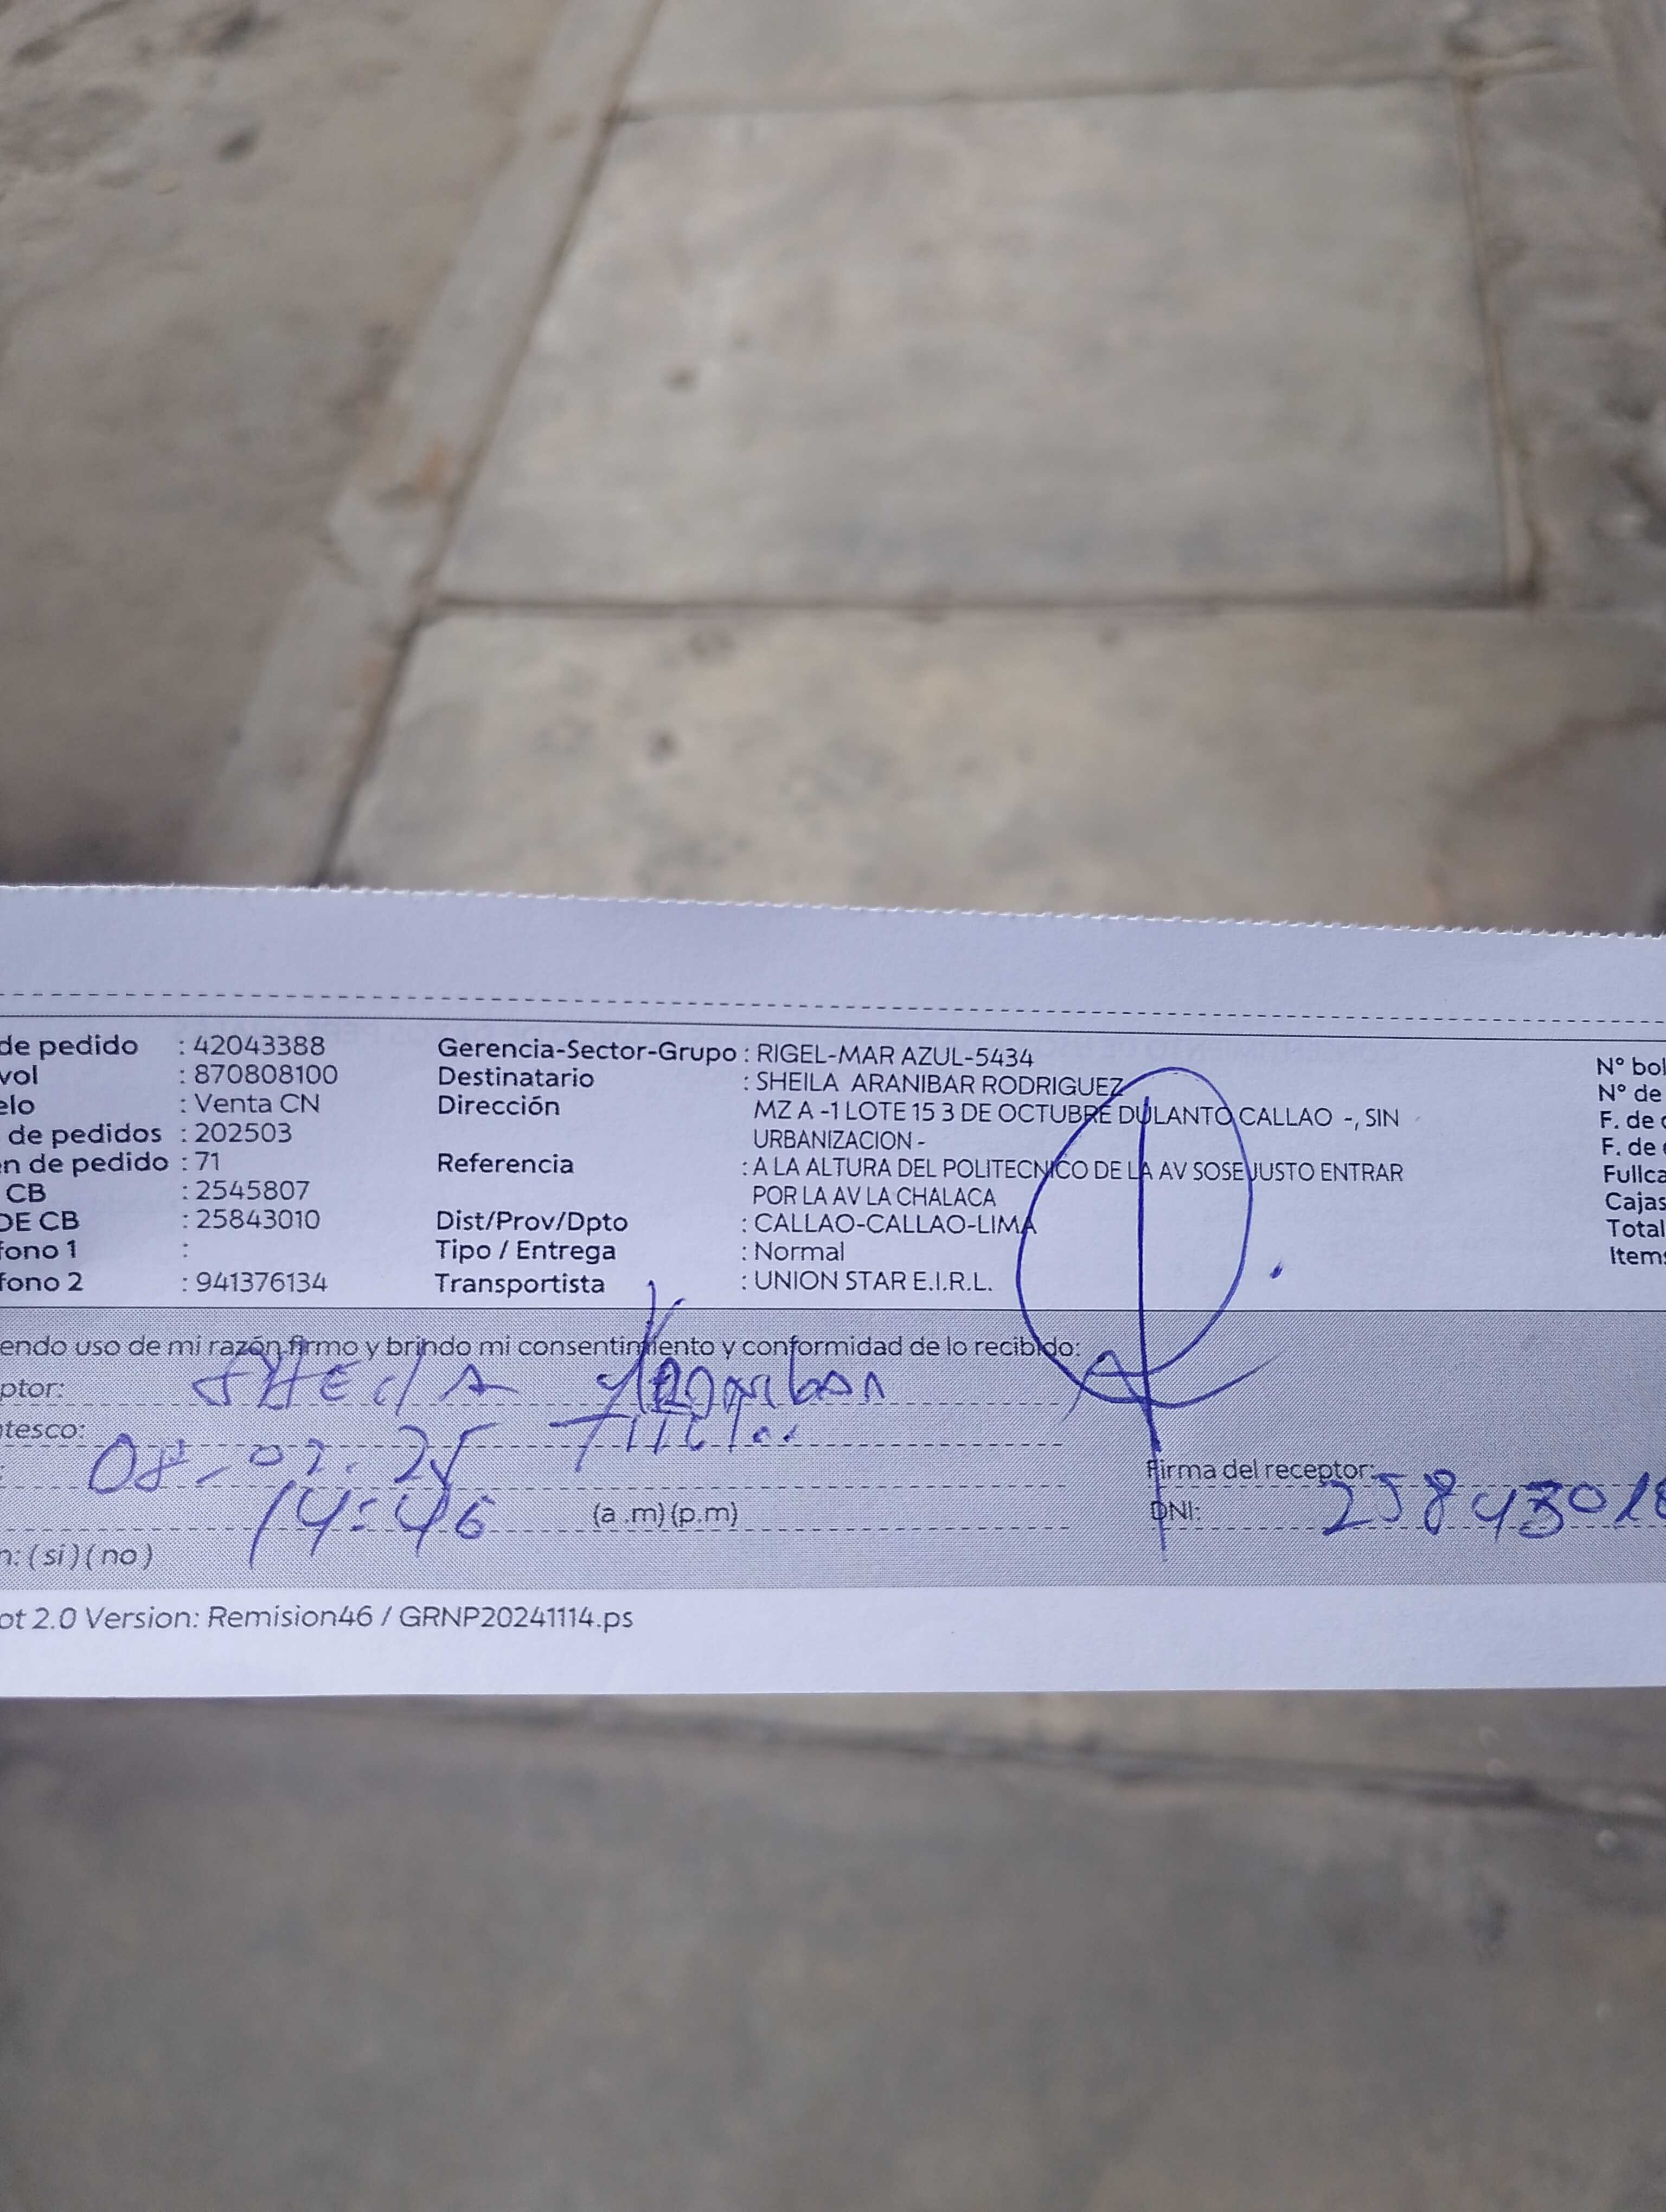 de pedido : 42043388
vol : 870808100
elo : Venta CN
de pedidos : 202503
n de pedido : 71
CB : 2545807
DE CB : 25843010
fono 1 :
fono 2 : 941376134
Gerencia-Sector-Grupo : RIGEL-MAR AZUL-5434
Destinatario : SHEILA ARANIBAR RODRIGUEZ
Dirección MZ A -1 LOTE 15 3 DE OCTUBRE DULANTO CALLAO -, SIN
URBANIZACION -
Referencia : A LA ALTURA DEL POLITECNICO DE LA AV SOSE JUSTO ENTRAR
POR LA AV LA CHALACA
Dist/Prov/Dpto : CALLAO-CALLAO-LIMA
Tipo / Entrega : Normal
Transportista : UNION STAR E.I.R.L.
N° bol
N° de
F. de
F. de
Fullca
Cajas
Total
Items
endo uso de mi razón firmo y brindo mi consentimiento y conformidad de lo recibido:
ptor:
tesco:
08-02-25
14:46 (a .m) (p.m)
n: ( si ) ( no )
Firma del receptor:
DNI: 2584301
ot 2.0 Version: Remision46 / GRNP20241114.ps